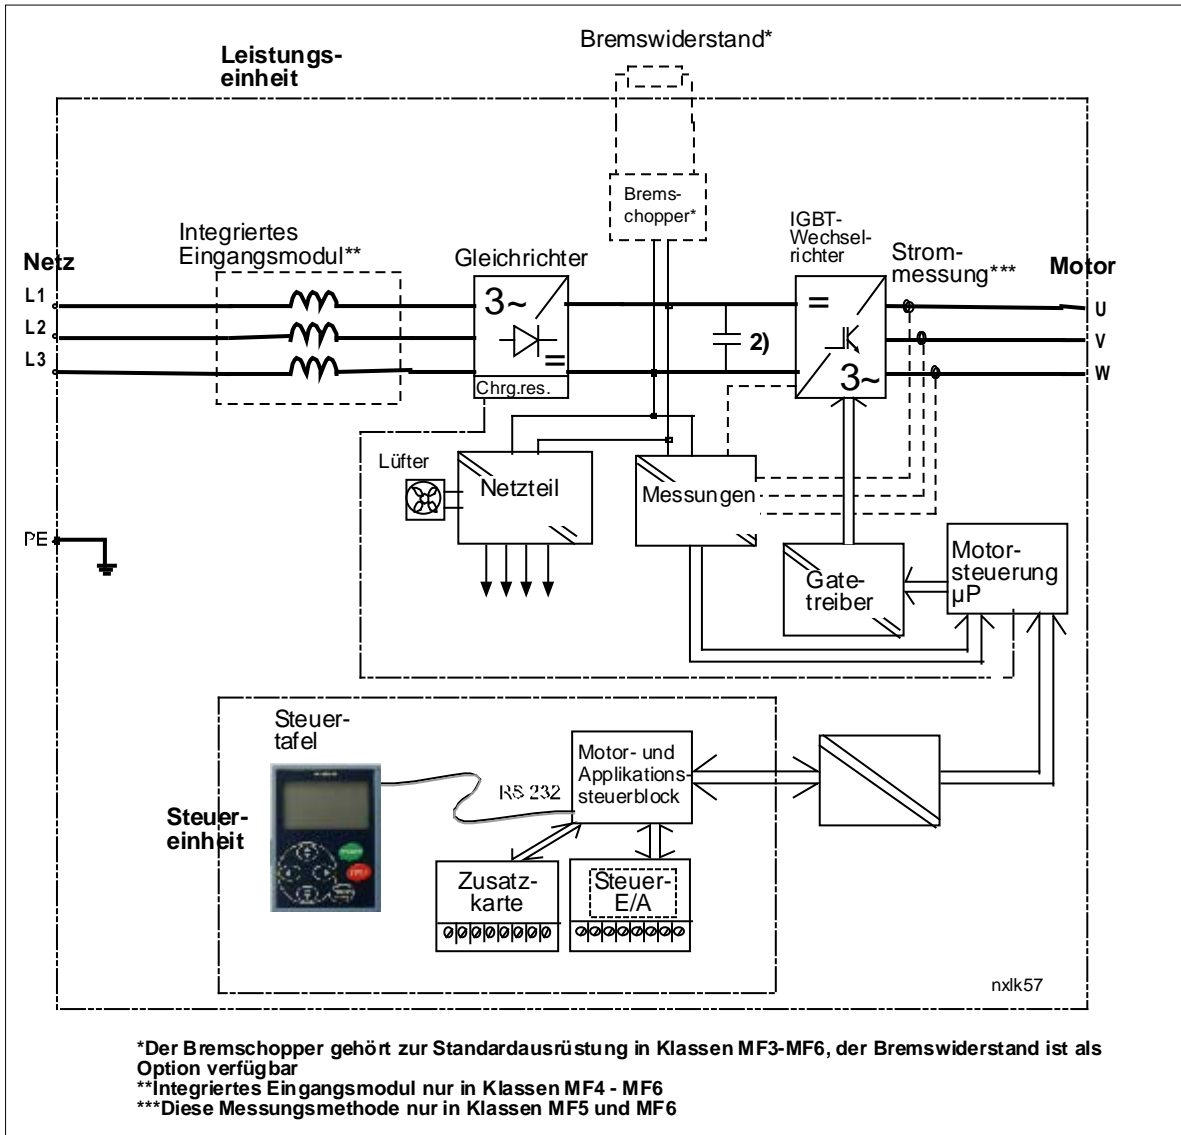 Bremswiderstand*
Leistungs-
einheit
Brems-
chopper*
IGBT-
Wechsel-
richter
Integriertes
Eingangsmodul**
Strom-
messung***
Netz
Gleichrichter
Motor
L1
3~
=
U
L2
2)
V
L3
=
3~
W
Chrg.res.
Lüfter
Netzteil
Messungen
PE
Motor-
steuerung
µP
Gate-
treiber
Steuer-
tafel
Motor- und
Applikations-
steuerblock
RS 232
Steuer-
einheit
Zusatz-
karte
Steuer-
E/A
nxlk57
*Der Bremschopper gehört zur Standardausrüstung in Klassen MF3-MF6, der Bremswiderstand ist als
Option verfügbar
**Integriertes Eingangsmodul nur in Klassen MF4 - MF6
***Diese Messungsmethode nur in Klassen MF5 und MF6